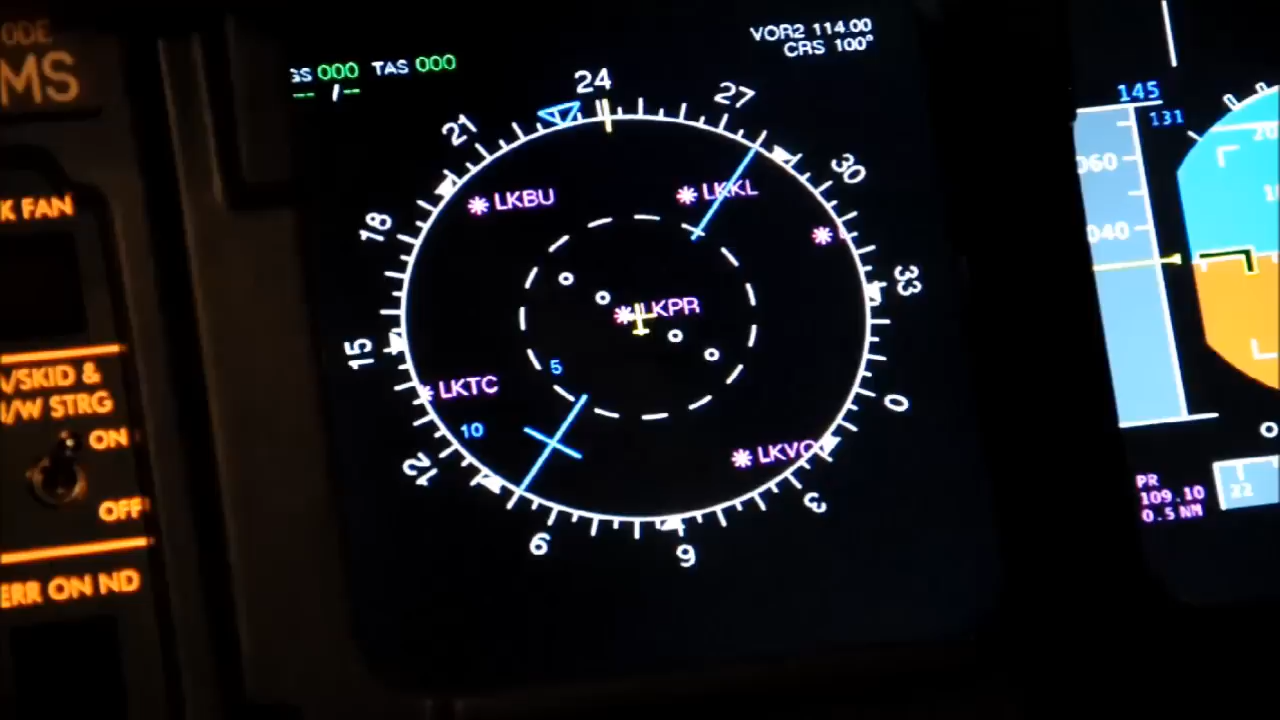 ODE
MS
K FAN
/SKID &
/W STRG
ON
OFF
ERR ON ND
GS 000 TAS 000
-- / --
VOR2 114.00
CRS 100°
24
27
30
33
0
3
6
9
12
15
18
21
LKBU
LKKL
LKPR
LKTC
LKVO
5
10
145
131
060
040
20
1
PR
109.10
0.5 NM
22